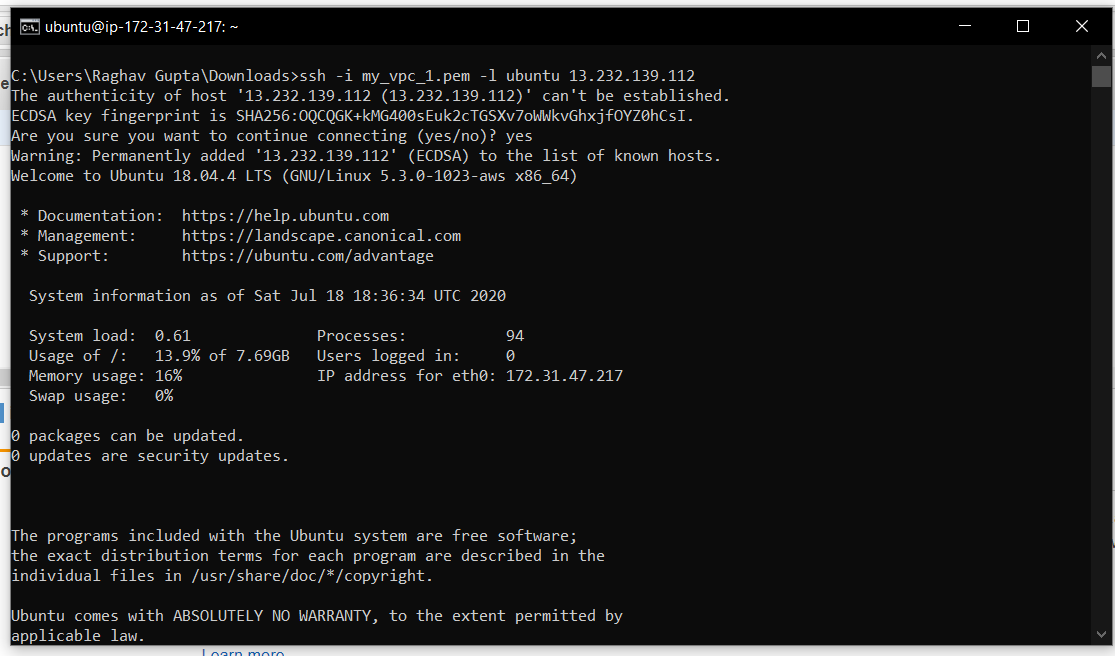 ubuntu@ip-172-31-47-217: ~
C:\Users\Raghav Gupta\Downloads>ssh -i my_vpc_1.pem -l ubuntu 13.232.139.112
The authenticity of host '13.232.139.112 (13.232.139.112)' can't be established.
ECDSA key fingerprint is SHA256:OQCQGK+kMG400sEuk2cTGSXv7oWWkvGhxjfOYZ0hCsI.
Are you sure you want to continue connecting (yes/no)? yes
Warning: Permanently added '13.232.139.112' (ECDSA) to the list of known hosts.
Welcome to Ubuntu 18.04.4 LTS (GNU/Linux 5.3.0-1023-aws x86_64)
* Documentation:  https://help.ubuntu.com
* Management:     https://landscape.canonical.com
* Support:        https://ubuntu.com/advantage
System information as of Sat Jul 18 18:36:34 UTC 2020
System load:  0.61              Processes:           94
Usage of /:   13.9% of 7.69GB   Users logged in:     0
Memory usage: 16%               IP address for eth0: 172.31.47.217
Swap usage:   0%
0 packages can be updated.
0 updates are security updates.
The programs included with the Ubuntu system are free software;
the exact distribution terms for each program are described in the
individual files in /usr/share/doc/*/copyright.
Ubuntu comes with ABSOLUTELY NO WARRANTY, to the extent permitted by
applicable law.
Learn more